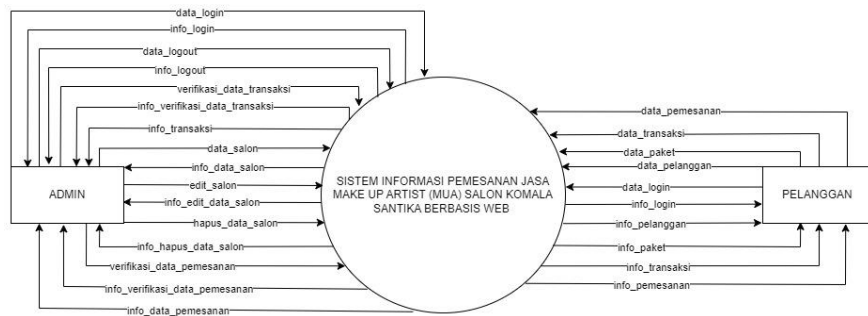 data_login
info_login
data_logout
info_logout
verifikasi_data_transaksi
info_verifikasi_data_transaksi
info_transaksi
data_salon
info_data_salon
ADMIN
edit_salon
info_edit_data_salon
hapus_data_salon
info_hapus_data_salon
verifikasi_data_pemesanan
info_verifikasi_data_pemesanan
info_data_pemesanan
SISTEM INFORMASI PEMESANAN JASA
MAKE UP ARTIST (MUA) SALON KOMALA
SANTIKA BERBASIS WEB
data_pemesanan
data_transaksi
data_paket
data_pelanggan
data_login
PELANGGAN
info_login
info_pelanggan
info_paket
info_transaksi
info_pemesanan